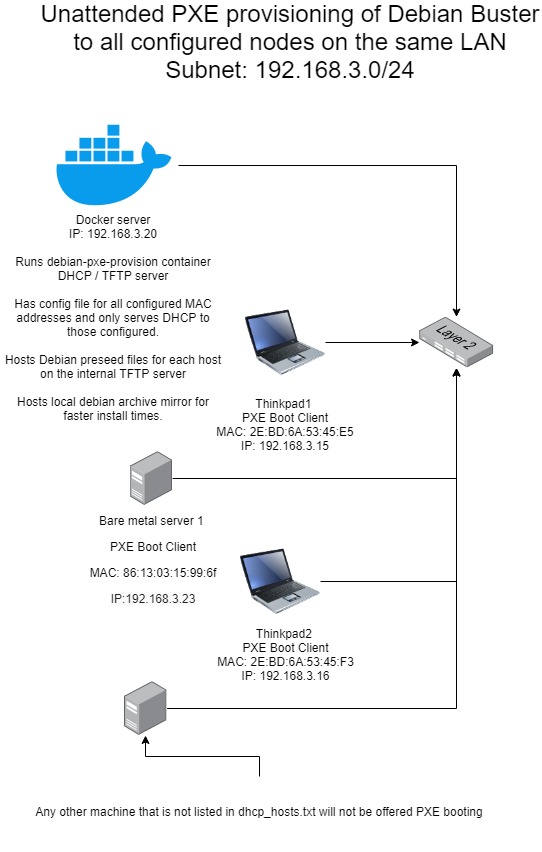 Unattended PXE provisioning of Debian Buster
to all configured nodes on the same LAN
Subnet: 192.168.3.0/24
Docker server
IP: 192.168.3.20
Runs debian-pxe-provision container
DHCP / TFTP server
Has config file for all configured MAC
addresses and only serves DHCP to
those configured.
Hosts Debian preseed files for each host
on the internal TFTP server
Hosts local debian archive mirror for
faster install times.
Layer 2
Thinkpad1
PXE Boot Client
MAC: 2E:BD:6A:53:45:E5
IP: 192.168.3.15
Bare metal server 1
PXE Boot Client
MAC: 86:13:03:15:99:6f
IP:192.168.3.23
Thinkpad2
PXE Boot Client
MAC: 2E:BD:6A:53:45:F3
IP: 192.168.3.16
Any other machine that is not listed in dhcp_hosts.txt will not be offered PXE booting